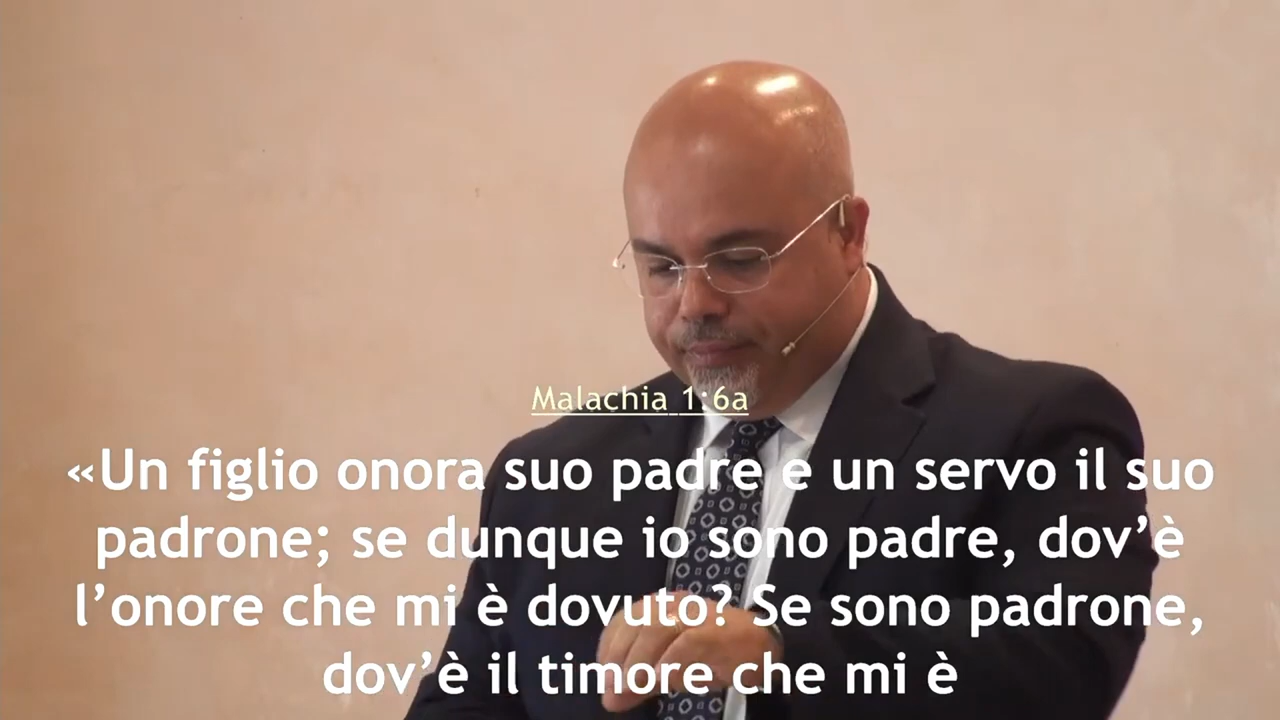 Malachia 1:6a
«Un figlio onora suo padre e un servo il suo
padrone; se dunque io sono padre, dov’è
l’onore che mi è dovuto? Se sono padrone,
dov’è il timore che mi è